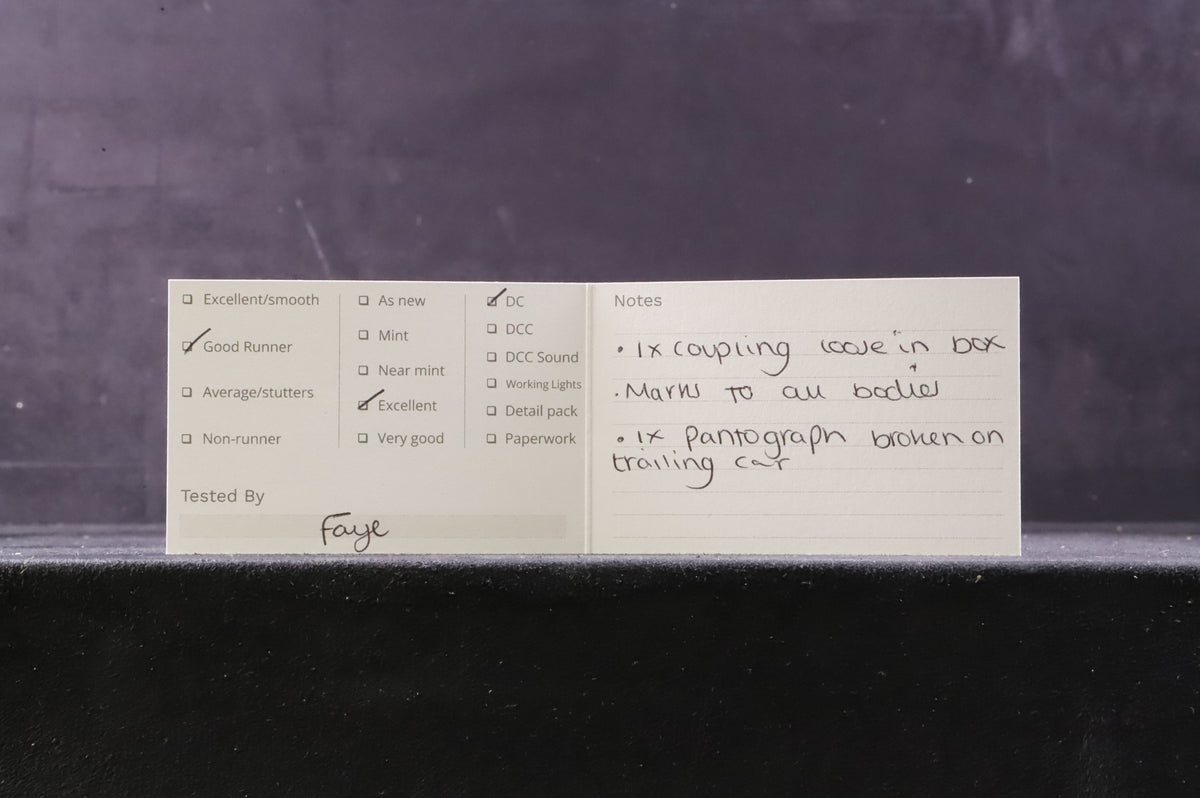 Excellent/smooth
Good Runner
Average/stutters
Non-runner
As new
Mint
Near mint
Excellent
Very good
DC
DCC
DCC Sound
Working Lights
Detail pack
Paperwork
Tested By
Faye
Notes
• 1x coupling loose in box
• Marks to all bodies
• 1x Pantograph broken on
trailing car